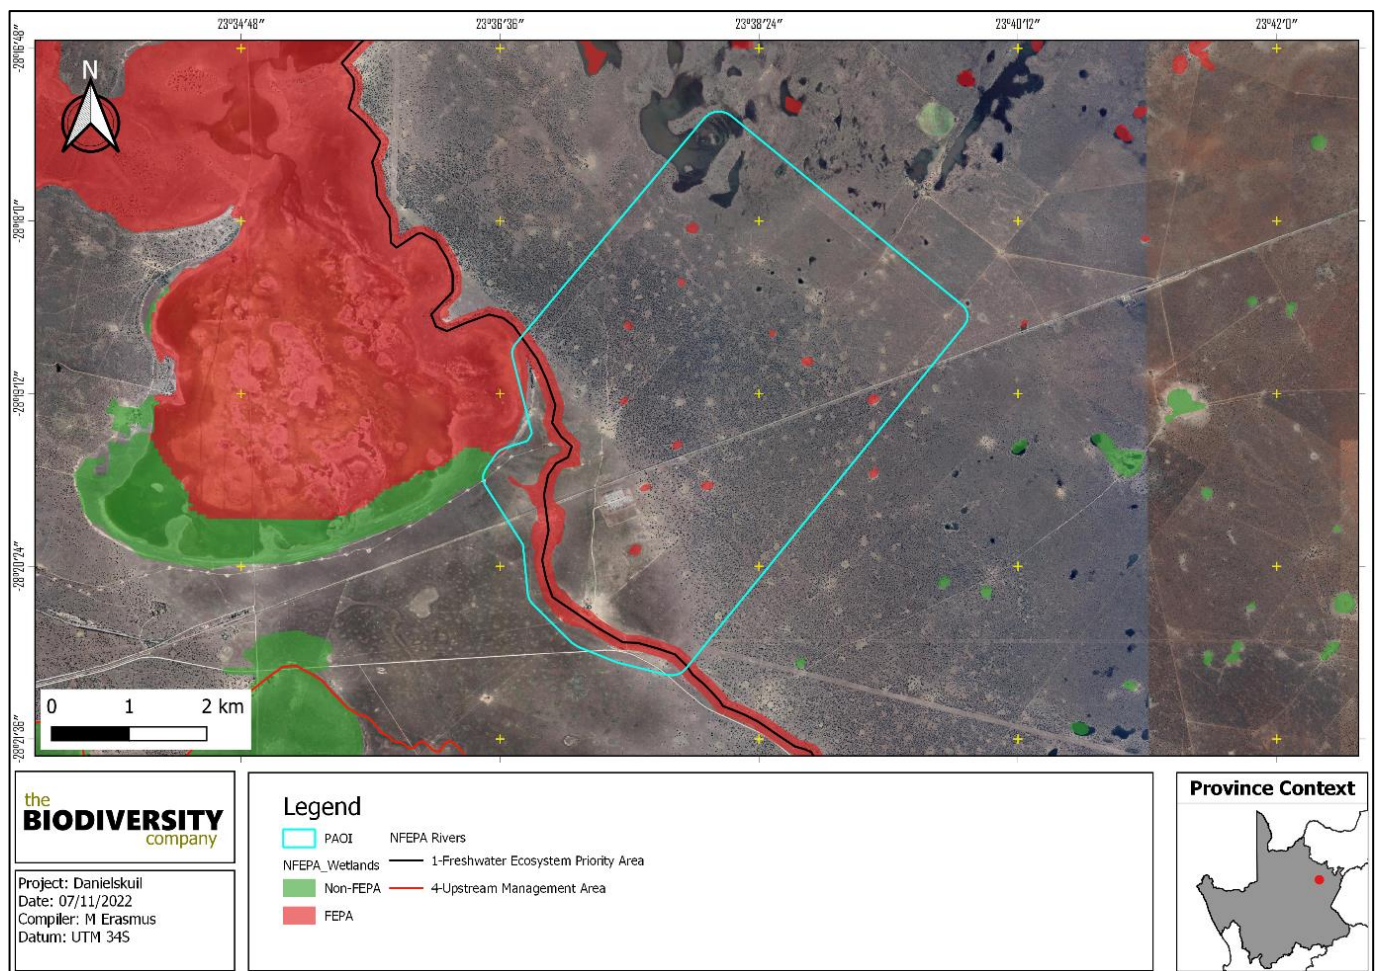 23°34'48" 23°36'36" 23°38'24" 23°40'12" 23°42'0"
-28°16'48"
N
-28°18'0"
-28°19'12"
-28°20'24"
-28°21'36"
0 1 2 km
the
BIODIVERSITY
company
Project: Danielskuil
Date: 07/11/2022
Compiler: M Erasmus
Datum: UTM 34S
Legend
PAOI
NFEPA_Wetlands
Non-FEPA
FEPA
NFEPA Rivers
1-Freshwater Ecosystem Priority Area
4-Upstream Management Area
Province Context